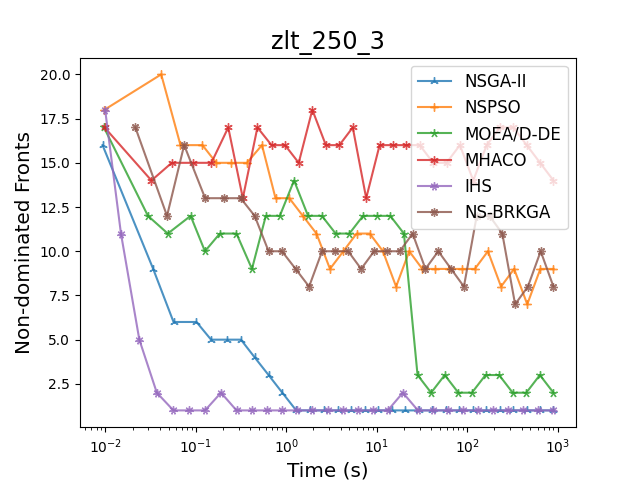 zlt_250_3
Non-dominated Fronts
20.0
17.5
15.0
12.5
10.0
7.5
5.0
2.5
NSGA-II
NSPSO
MOEA/D-DE
MHACO
IHS
NS-BRKGA
10⁻² 10⁻¹ 10⁰ 10¹ 10² 10³
Time (s)